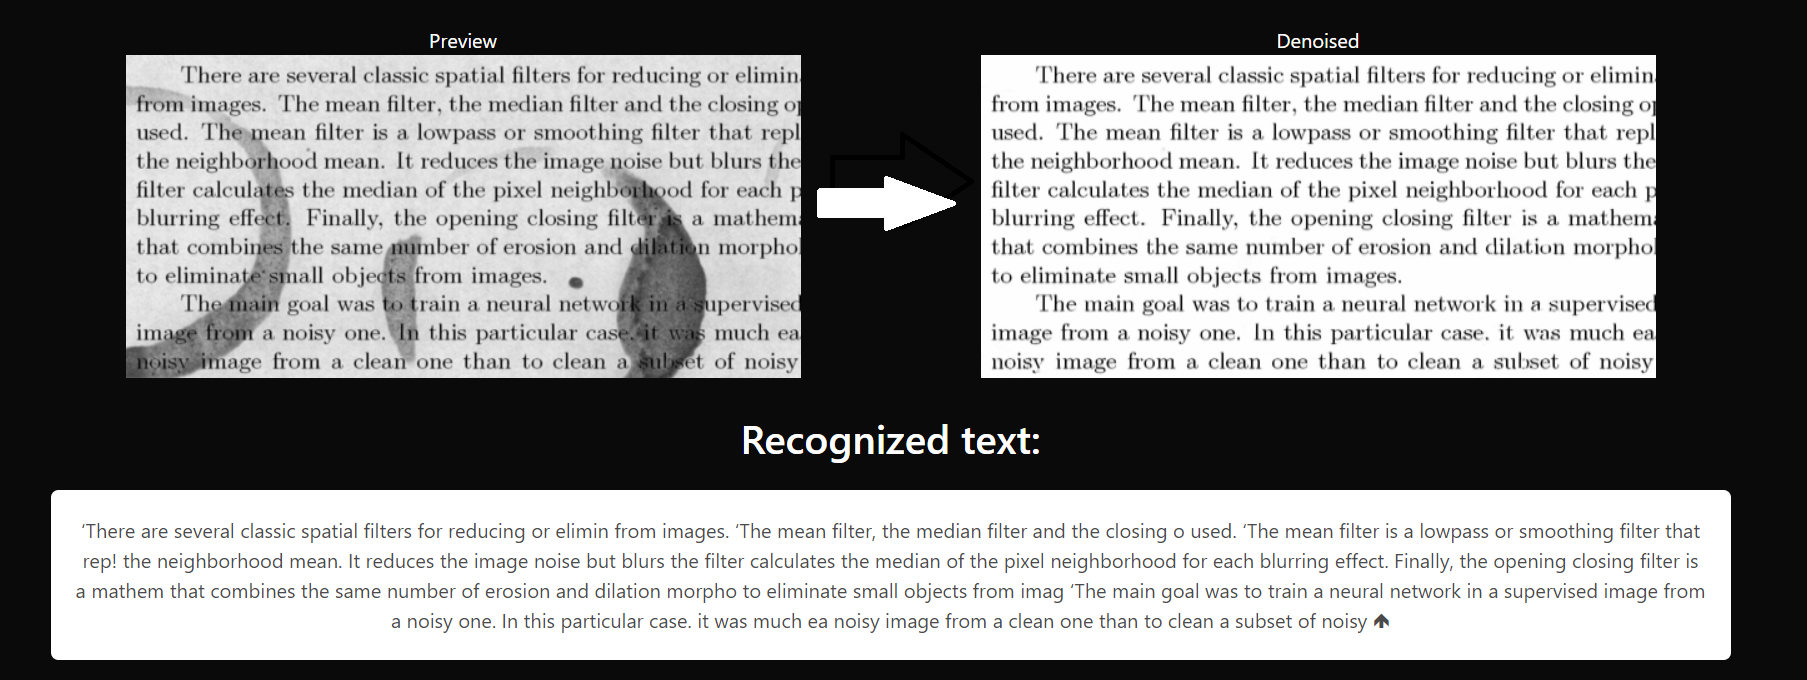 Preview
There are several classic spatial filters for reducing or elimin
from images. The mean filter, the median filter and the closing op
used. The mean filter is a lowpass or smoothing filter that repl
the neighborhood mean. It reduces the image noise but blurs the
filter calculates the median of the pixel neighborhood for each p
blurring effect. Finally, the opening closing filter is a mathema
that combines the same number of erosion and dilation morphol
to eliminate small objects from images.
The main goal was to train a neural network in a supervised
image from a noisy one. In this particular case, it was much ea
noisy image from a clean one than to clean a subset of noisy
Denoised
There are several classic spatial filters for reducing or elimin
from images. The mean filter, the median filter and the closing op
used. The mean filter is a lowpass or smoothing filter that repl
the neighborhood mean. It reduces the image noise but blurs the
filter calculates the median of the pixel neighborhood for each p
blurring effect. Finally, the opening closing filter is a mathema
that combines the same number of erosion and dilation morphol
to eliminate small objects from images.
The main goal was to train a neural network in a supervised
image from a noisy one. In this particular case. it was much ea
noisy image from a clean one than to clean a subset of noisy
Recognized text:
‘There are several classic spatial filters for reducing or elimin from images. ‘The mean filter, the median filter and the closing o used. ‘The mean filter is a lowpass or smoothing filter that
rep! the neighborhood mean. It reduces the image noise but blurs the filter calculates the median of the pixel neighborhood for each blurring effect. Finally, the opening closing filter is
a mathem that combines the same number of erosion and dilation morpho to eliminate small objects from imag ‘The main goal was to train a neural network in a supervised image from
a noisy one. In this particular case. it was much ea noisy image from a clean one than to clean a subset of noisy